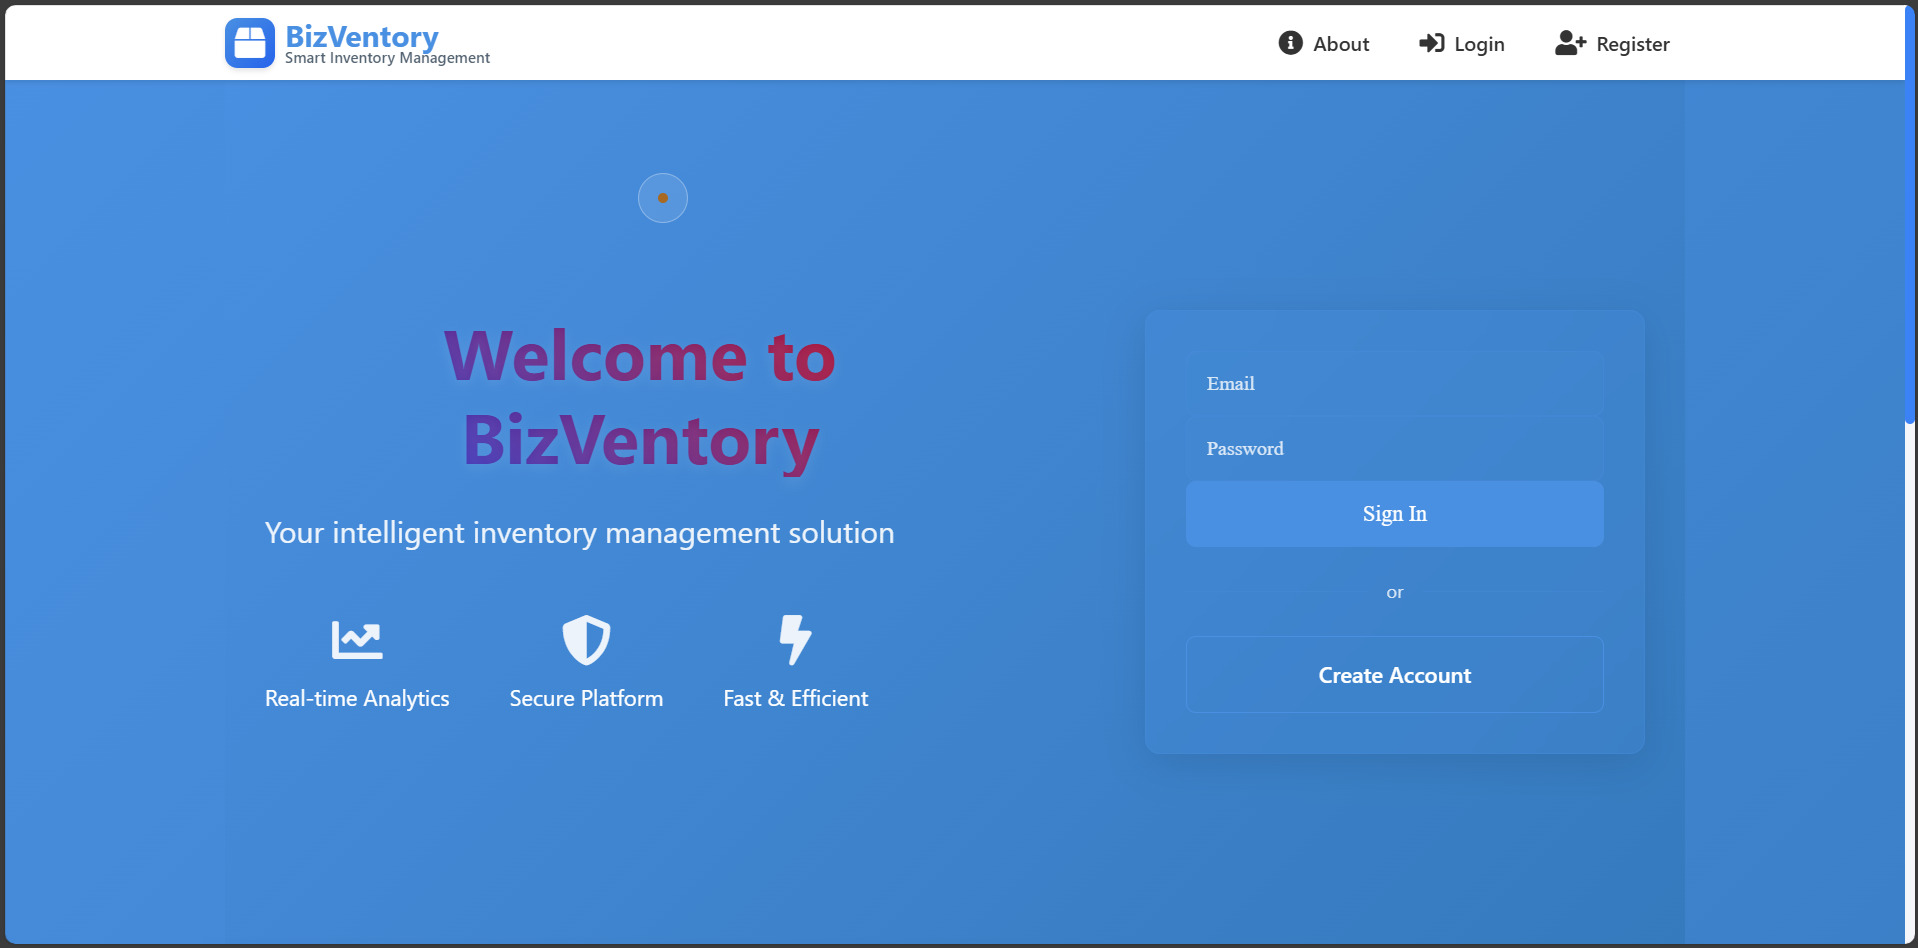 BizVentory
Smart Inventory Management
About
Login
Register
Welcome to
BizVentory
Your intelligent inventory management solution
Real-time Analytics
Secure Platform
Fast & Efficient
Email
Password
Sign In
or
Create Account